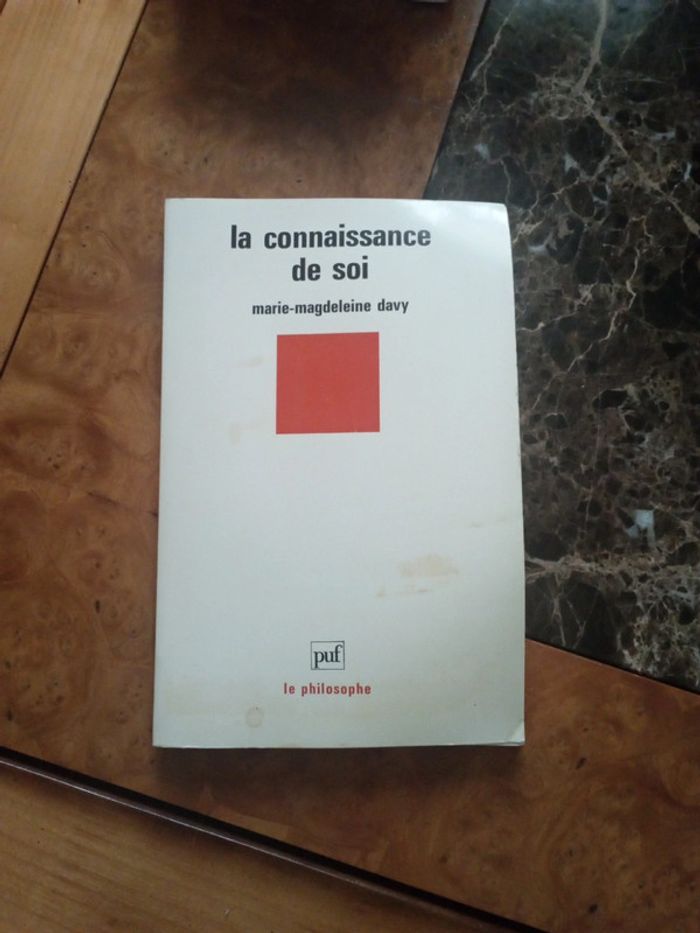 la connaissance
de soi
marie-magdeleine davy
puf
le philosophe